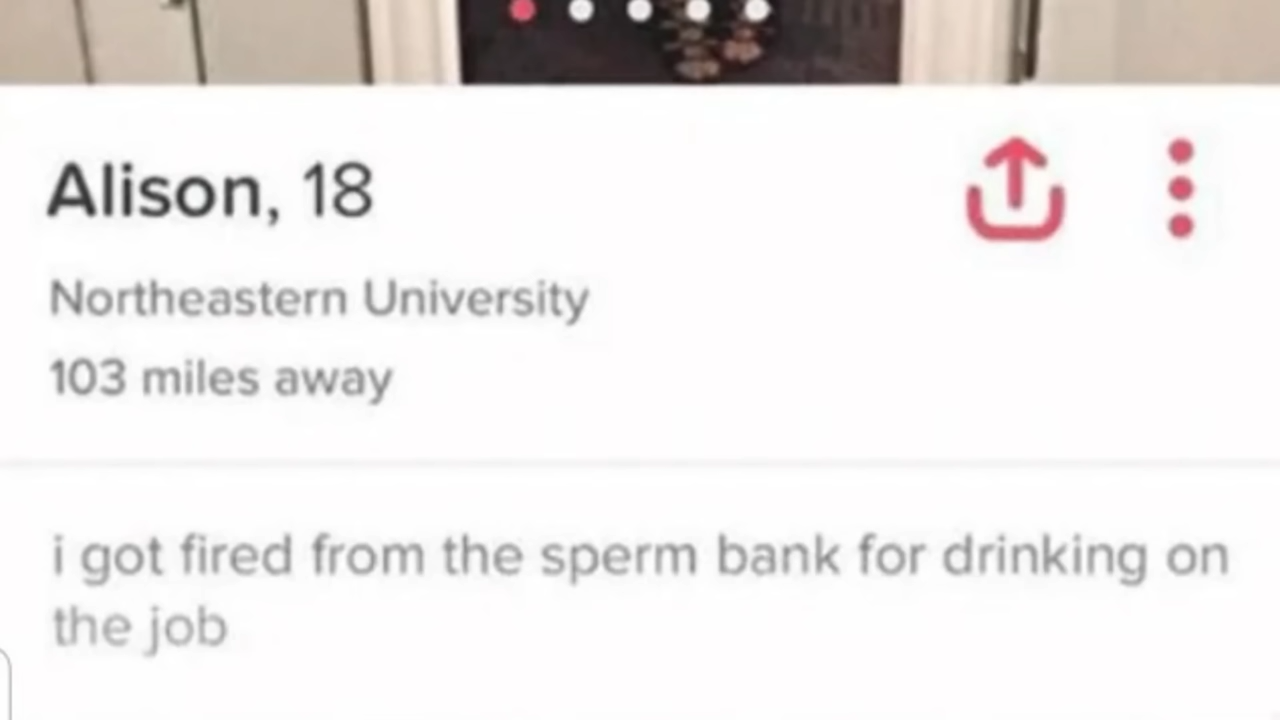 Alison, 18
Northeastern University
103 miles away
i got fired from the sperm bank for drinking on
the job